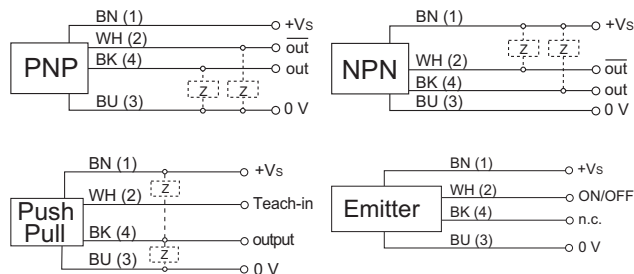 BN (1) +Vs
WH (2) out
PNP BK (4) out
Z Z
BU (3) 0 V
BN (1) +Vs
Z Z
NPN WH (2) out
BK (4) out
BU (3) 0 V
BN (1) +Vs
Z
WH (2) Teach-in
Push
Pull BK (4) output
Z
BU (3) 0 V
BN (1) +Vs
WH (2) ON/OFF
Emitter BK (4) n.c.
BU (3) 0 V